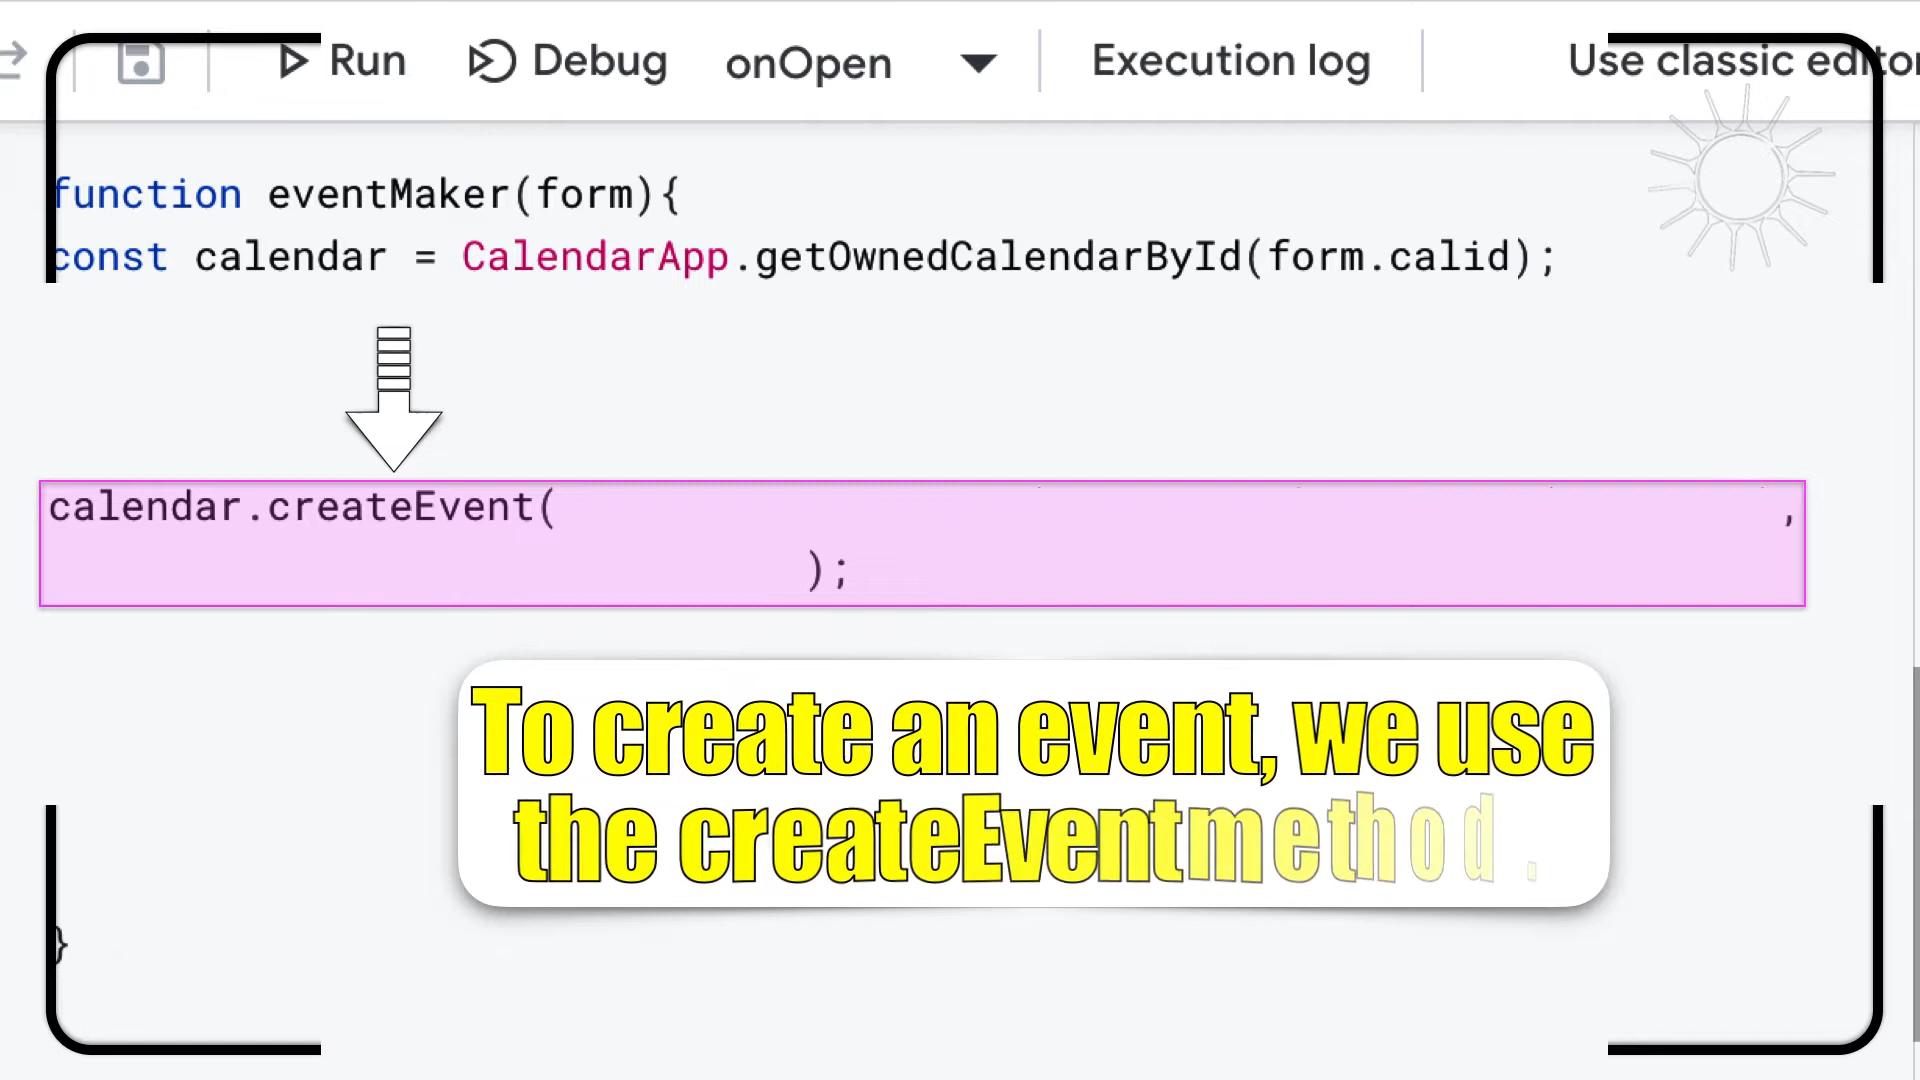 Run Debug onOpen Execution log Use classic editor
function eventMaker(form){
const calendar = CalendarApp.getOwnedCalendarById(form.calid);
calendar.createEvent( ,
);
To create an event, we use
the createEvent method.
}